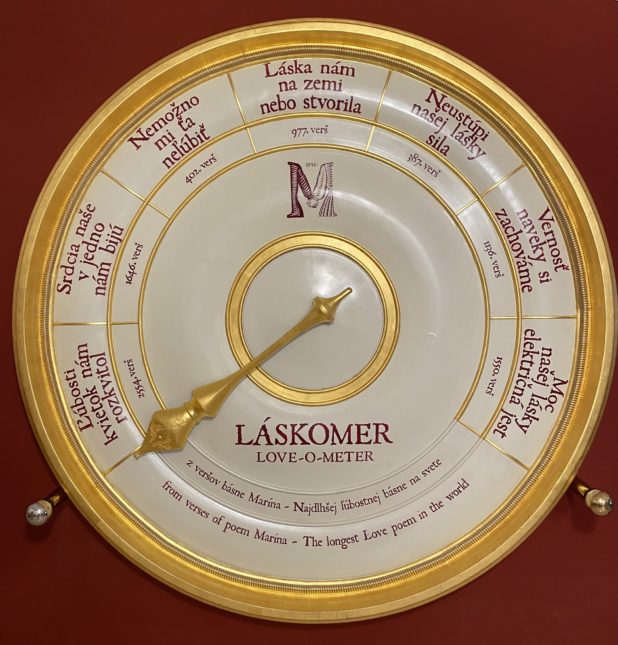 Ľúbosti
kvietok nám
rozkvitol
2554. verš
Srdcia naše
v jedno
nám bijú
1646. verš
Nemožno
mi ťa
neľúbiť
402. verš
Láska nám
na zemi
nebo stvorila
977. verš
Neustúpi
našej lásky
sila
387. verš
Vernosť
naveky si
zachováme
1136. verš
Moc
našej lásky
električná jest
1550. verš
M
LÁSKOMER
LOVE-O-METER
z veršov básne Marína - Najdlhšej ľúbostnej básne na svete
from verses of poem Marína - The longest Love poem in the world